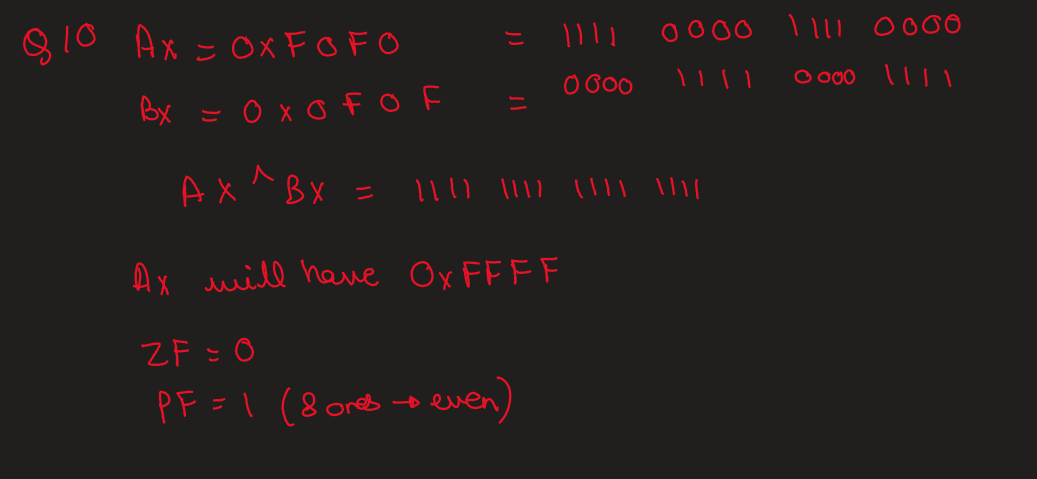 Q10 Ax = 0xF0F0 = 1111 0000 1111 0000
Bx = 0x0F0F = 0000 1111 0000 1111
AX ^ BX = 1111 1111 1111 1111
Ax will have 0xFFFF
ZF = 0
PF = 1 (8 ones → even)